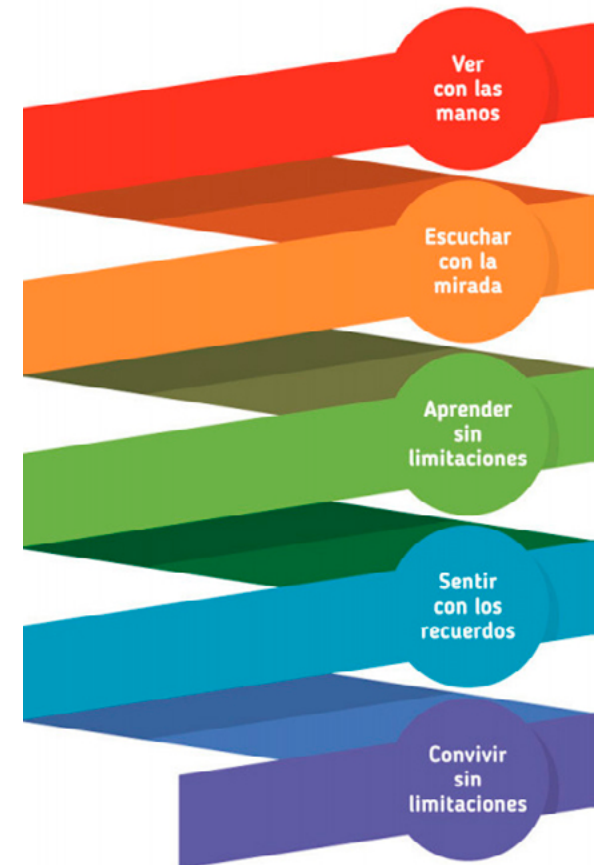 Ver
con las
manos
Escuchar
con la
mirada
Aprender
sin
limitaciones
Sentir
con los
recuerdos
Convivir
sin
limitaciones